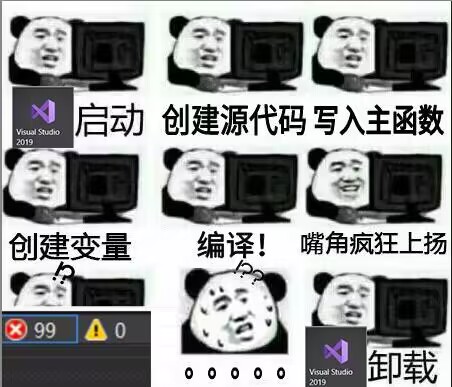 Visual Studio
2019
启动
创建源代码
写入主函数
创建变量
编译！
嘴角疯狂上扬
!?
99
0
!??
。。。。。
Visual Studio
2019
卸载